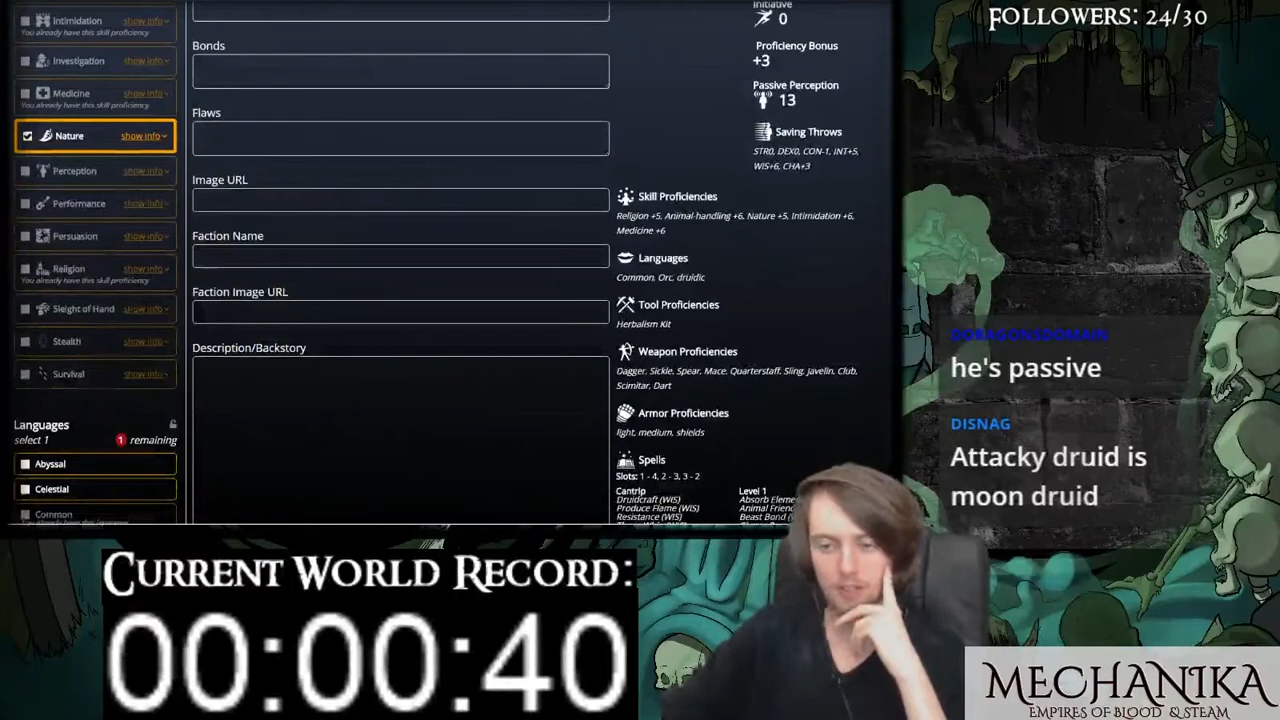 Intimidation show info
You already have this skill proficiency
Investigation show info
Medicine show info
You already have this skill proficiency
Nature show info
Perception show info
Performance show info
Persuasion show info
Religion show info
You already have this skill proficiency
Sleight of Hand show info
Stealth show info
Survival show info
Languages
select 1 1 remaining
Abyssal
Celestial
Common
Bonds
Flaws
Image URL
Faction Name
Faction Image URL
Description/Backstory
Initiative
0
Proficiency Bonus
+3
Passive Perception
13
Saving Throws
STR0, DEX0, CON-1, INT+5,
WIS+6, CHA+3
Skill Proficiencies
Religion +5, Animal-handling +6, Nature +5, Intimidation +6,
Medicine +6
Languages
Common, Orc, druidic
Tool Proficiencies
Herbalism Kit
Weapon Proficiencies
Dagger, Sickle, Spear, Mace, Quarterstaff, Sling, Javelin, Club,
Scimitar, Dart
Armor Proficiencies
light, medium, shields
Spells
Slots: 1 - 4, 2 - 3, 3 - 2
Cantrip
Druidcraft (WIS)
Produce Flame (WIS)
Resistance (WIS)
Level 1
Absorb Eleme
Animal Friend
Beast Bond (
FOLLOWERS: 24/30
he's passive
DISNAG
Attacky druid is
moon druid
CURRENT WORLD RECORD:
00:00:40
MECHANIKA
EMPIRES OF BLOOD & STEAM